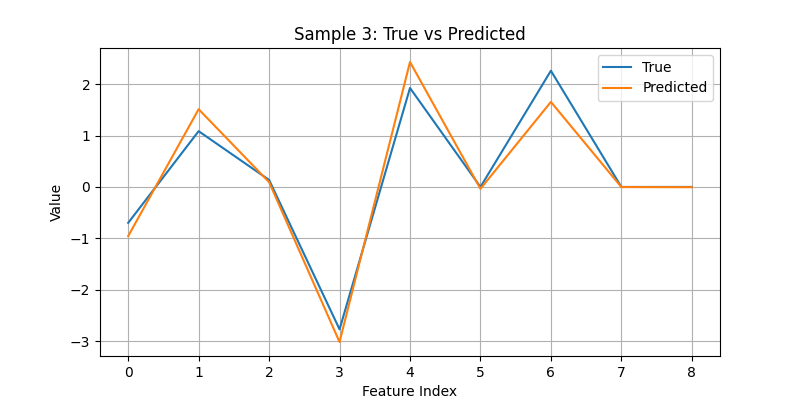 Sample 3: True vs Predicted
True
Predicted
2
1
0
−1
−2
−3
Value
0 1 2 3 4 5 6 7 8
Feature Index